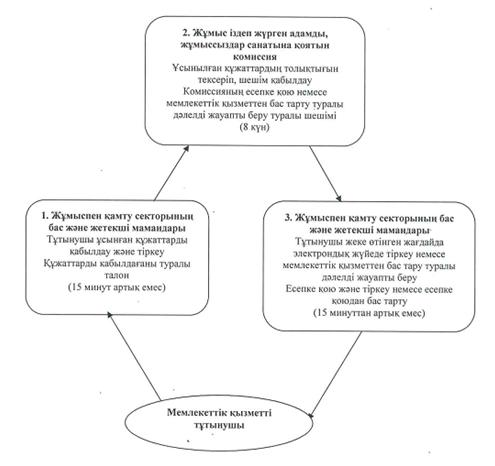 2. Жұмыс іздеп жүрген адамды,
жұмыссыздар санатына қоятын
комиссия
Ұсынылған құжаттардың толықтығын
тексеріп, шешім қабылдау
Комиссияның есепке қою немесе
мемлекеттік қызметтен бас тарту туралы
дәлелді жауапты беру туралы шешімі
(8 күн)
1. Жұмыспен қамту секторының
бас және жетекші мамандары
Тұтынушы ұсынған құжаттарды
қабылдау және тіркеу
Құжаттарды қабылдағаны туралы
талон
(15 минут артық емес)
3. Жұмыспен қамту секторының бас
және жетекші мамандары
Тұтынушы жеке өтінген жағдайда
электрондық жүйеде тіркеу немесе
мемлекеттік қызметтен бас тару туралы
дәлелді жауапты беру
Есепке қою және тіркеу немесе есепке
қоюдан бас тарту
(15 минуттан артық емес)
Мемлекеттік қызметті
тұтынушы